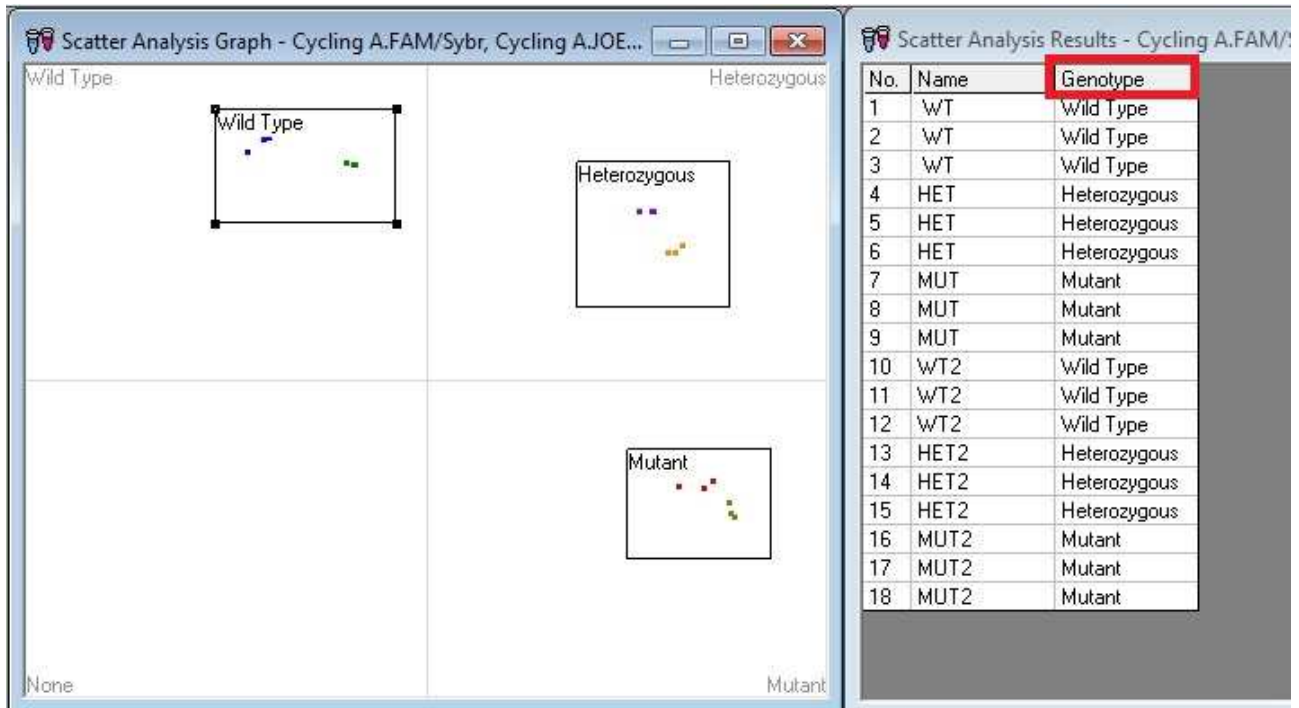 Scatter Analysis Graph - Cycling A.FAM/Sybr, Cycling A.JOE...
Wild Type
Heterozygous
Wild Type
Heterozygous
Mutant
None
Mutant
Scatter Analysis Results - Cycling A.FAM/S
No. Name Genotype
1 WT Wild Type
2 WT Wild Type
3 WT Wild Type
4 HET Heterozygous
5 HET Heterozygous
6 HET Heterozygous
7 MUT Mutant
8 MUT Mutant
9 MUT Mutant
10 WT2 Wild Type
11 WT2 Wild Type
12 WT2 Wild Type
13 HET2 Heterozygous
14 HET2 Heterozygous
15 HET2 Heterozygous
16 MUT2 Mutant
17 MUT2 Mutant
18 MUT2 Mutant